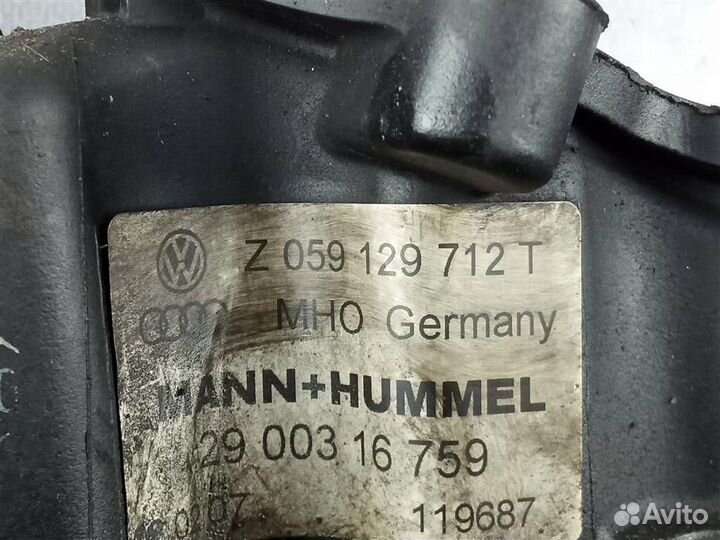 Z 059 129 712 T
MHO Germany
MANN+HUMMEL
29 003 16 759
07
119687
Avito